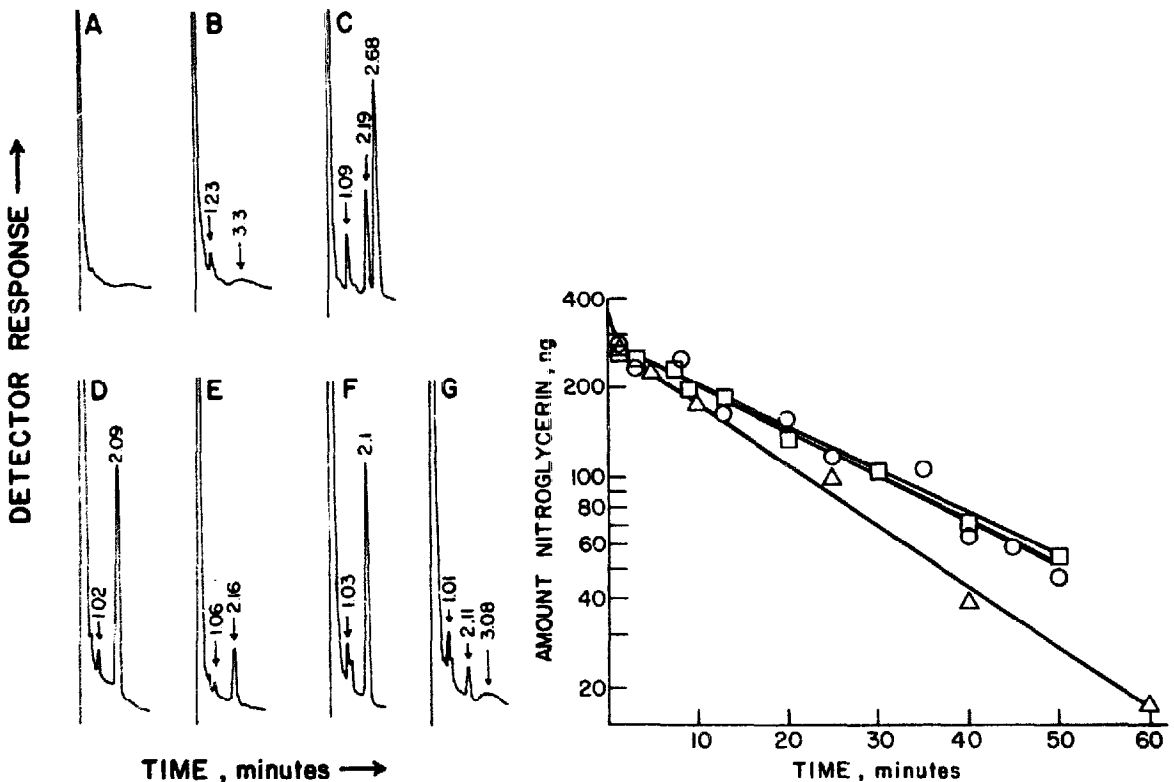 A
B
C
1.23
3.3
1.09
2.19
2.68
DETECTOR RESPONSE
D
E
F
G
1.02
2.09
1.06
2.16
1.03
2.1
1.01
2.11
3.08
TIME, minutes
AMOUNT NITROGLYCERIN, ng
400
200
100
80
60
40
20
10
20
30
40
50
60
TIME, minutes